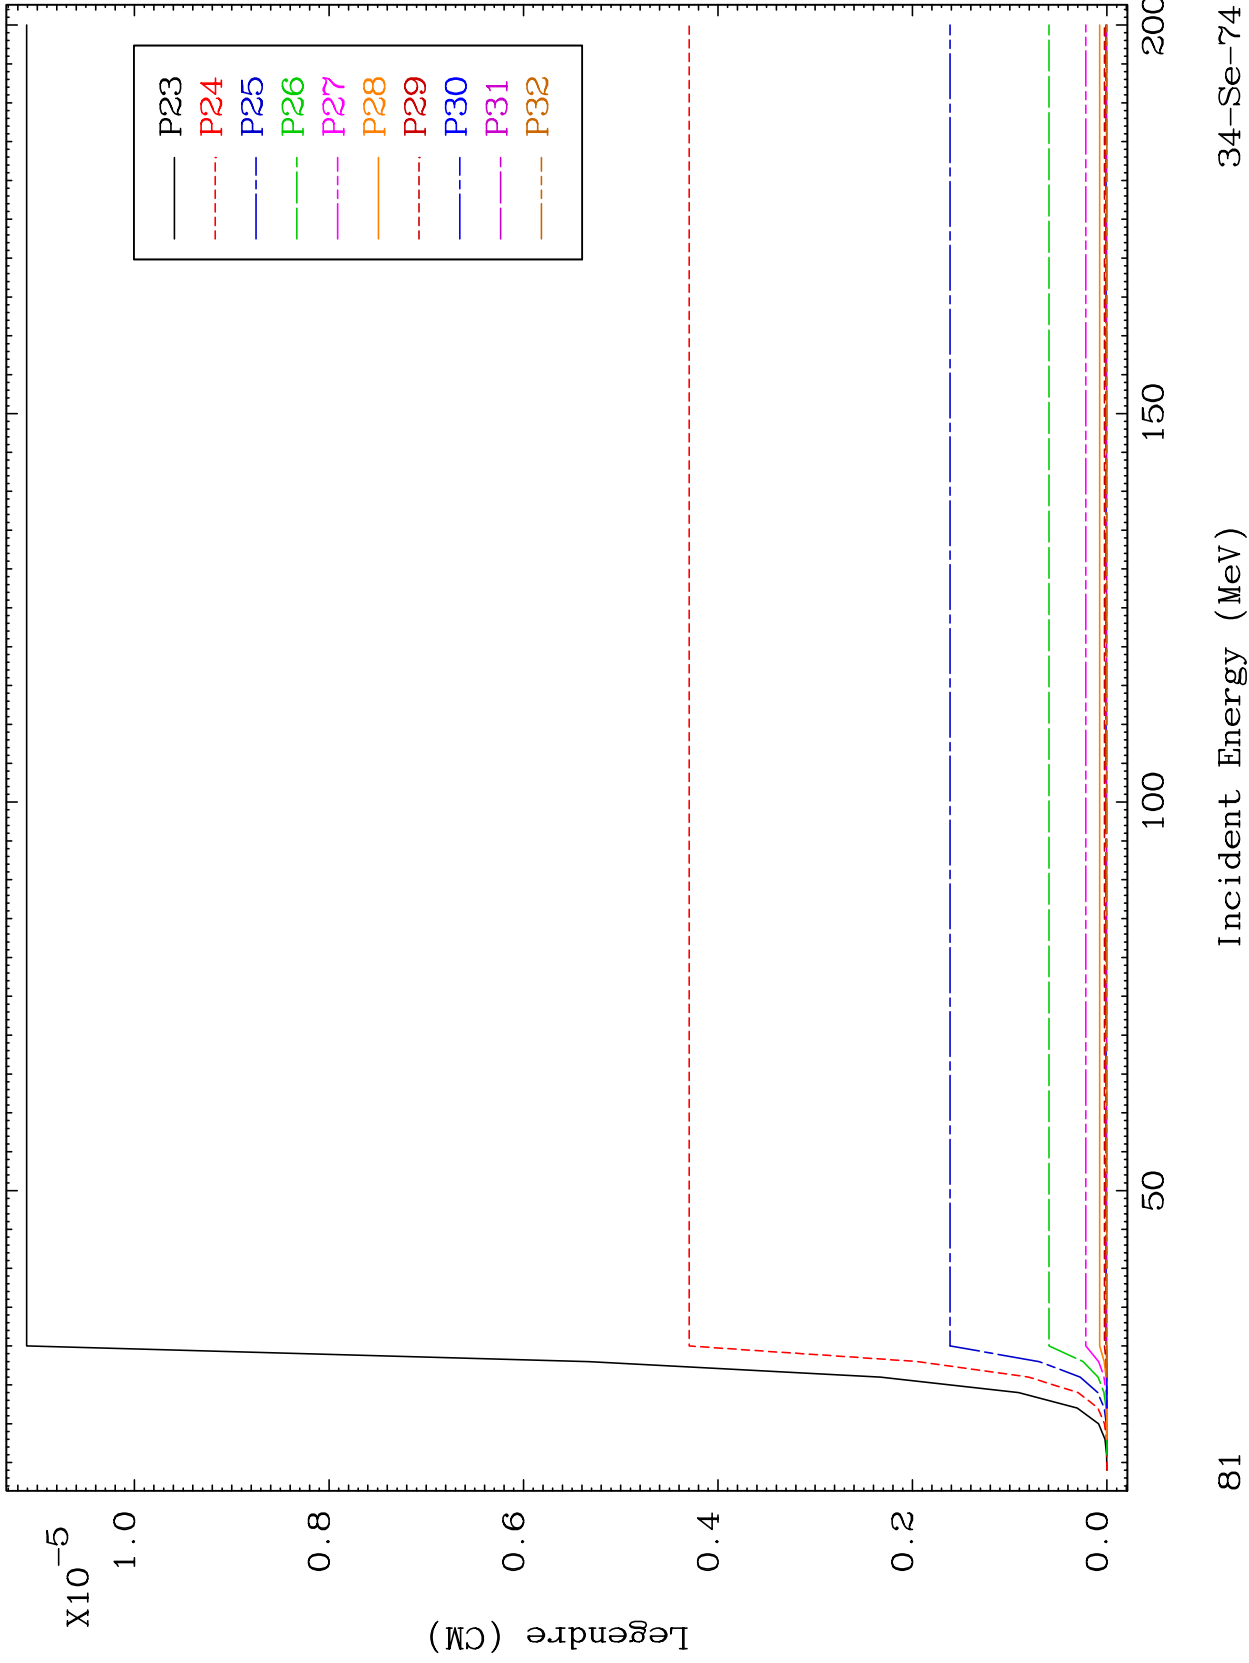 X10-5
1.0
0.8
0.6
0.4
0.2
0.0
Legendre (CM)
P23
P24
P25
P26
P27
P28
P29
P30
P31
P32
50
100
150
200
81
Incident Energy (MeV)
34-Se-74